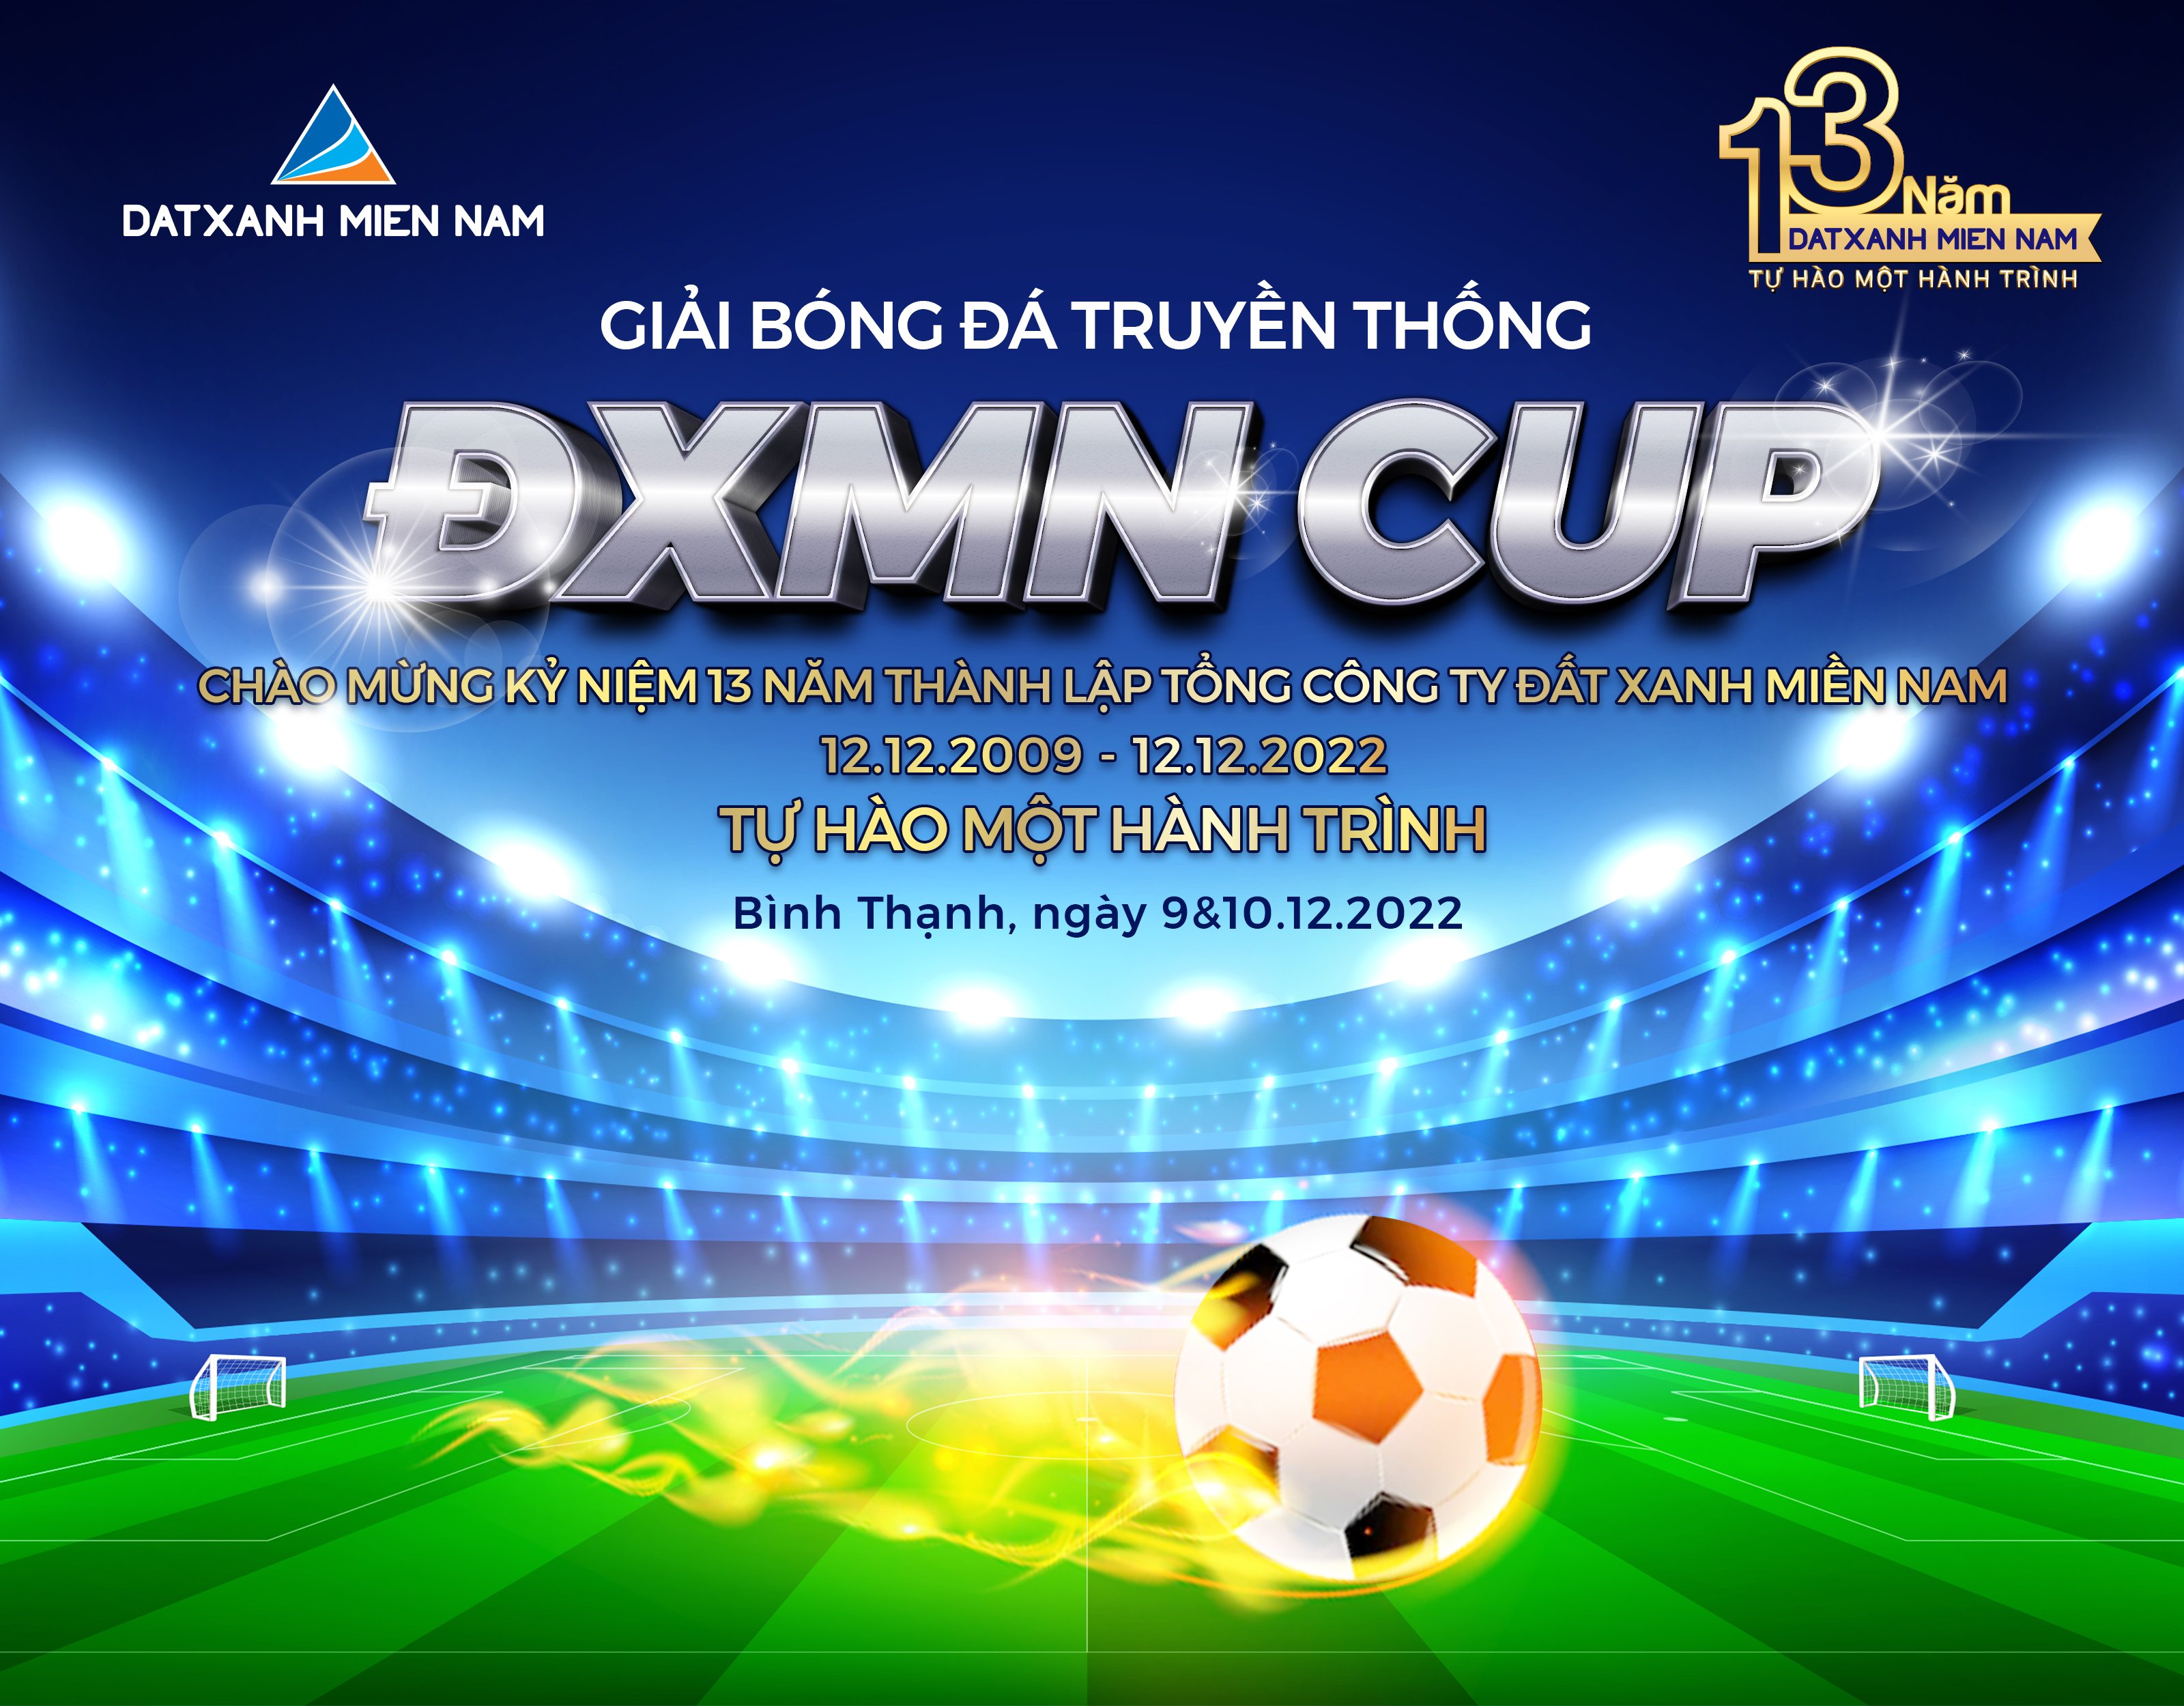 DATXANH MIEN NAM
13 Năm
DATXANH MIEN NAM
TỰ HÀO MỘT HÀNH TRÌNH
GIẢI BÓNG ĐÁ TRUYỀN THỐNG
ĐXMN CUP
CHÀO MỪNG KỶ NIỆM 13 NĂM THÀNH LẬP TỔNG CÔNG TY ĐẤT XANH MIỀN NAM
12.12.2009 - 12.12.2022
TỰ HÀO MỘT HÀNH TRÌNH
Bình Thạnh, ngày 9&10.12.2022